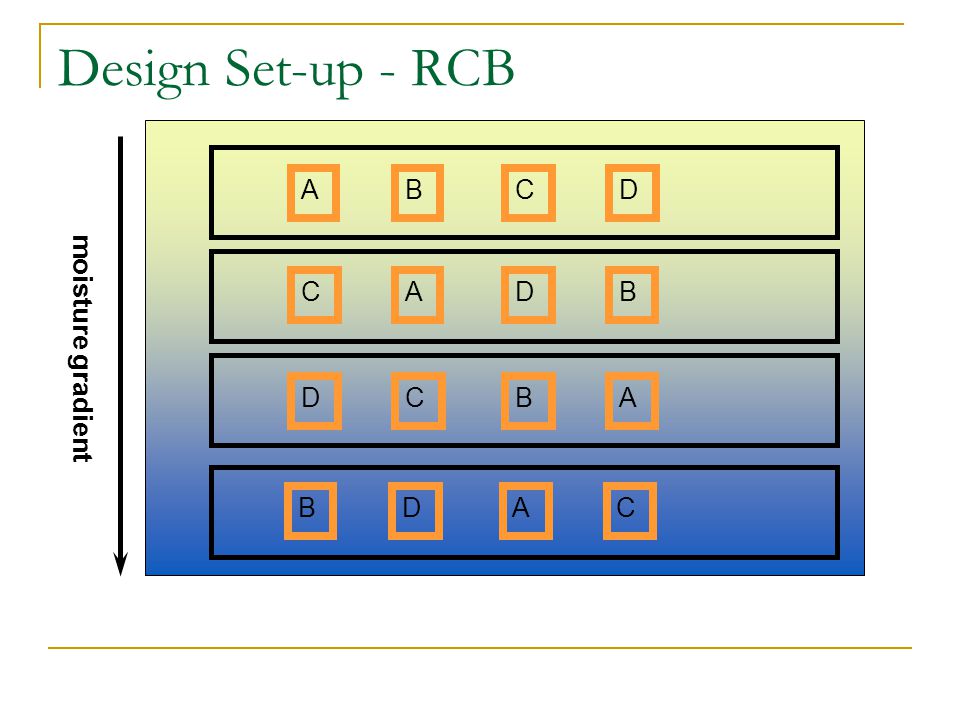 Design Set-up - RCB
moisture gradient
A B C D
C A D B
D C B A
B D A C